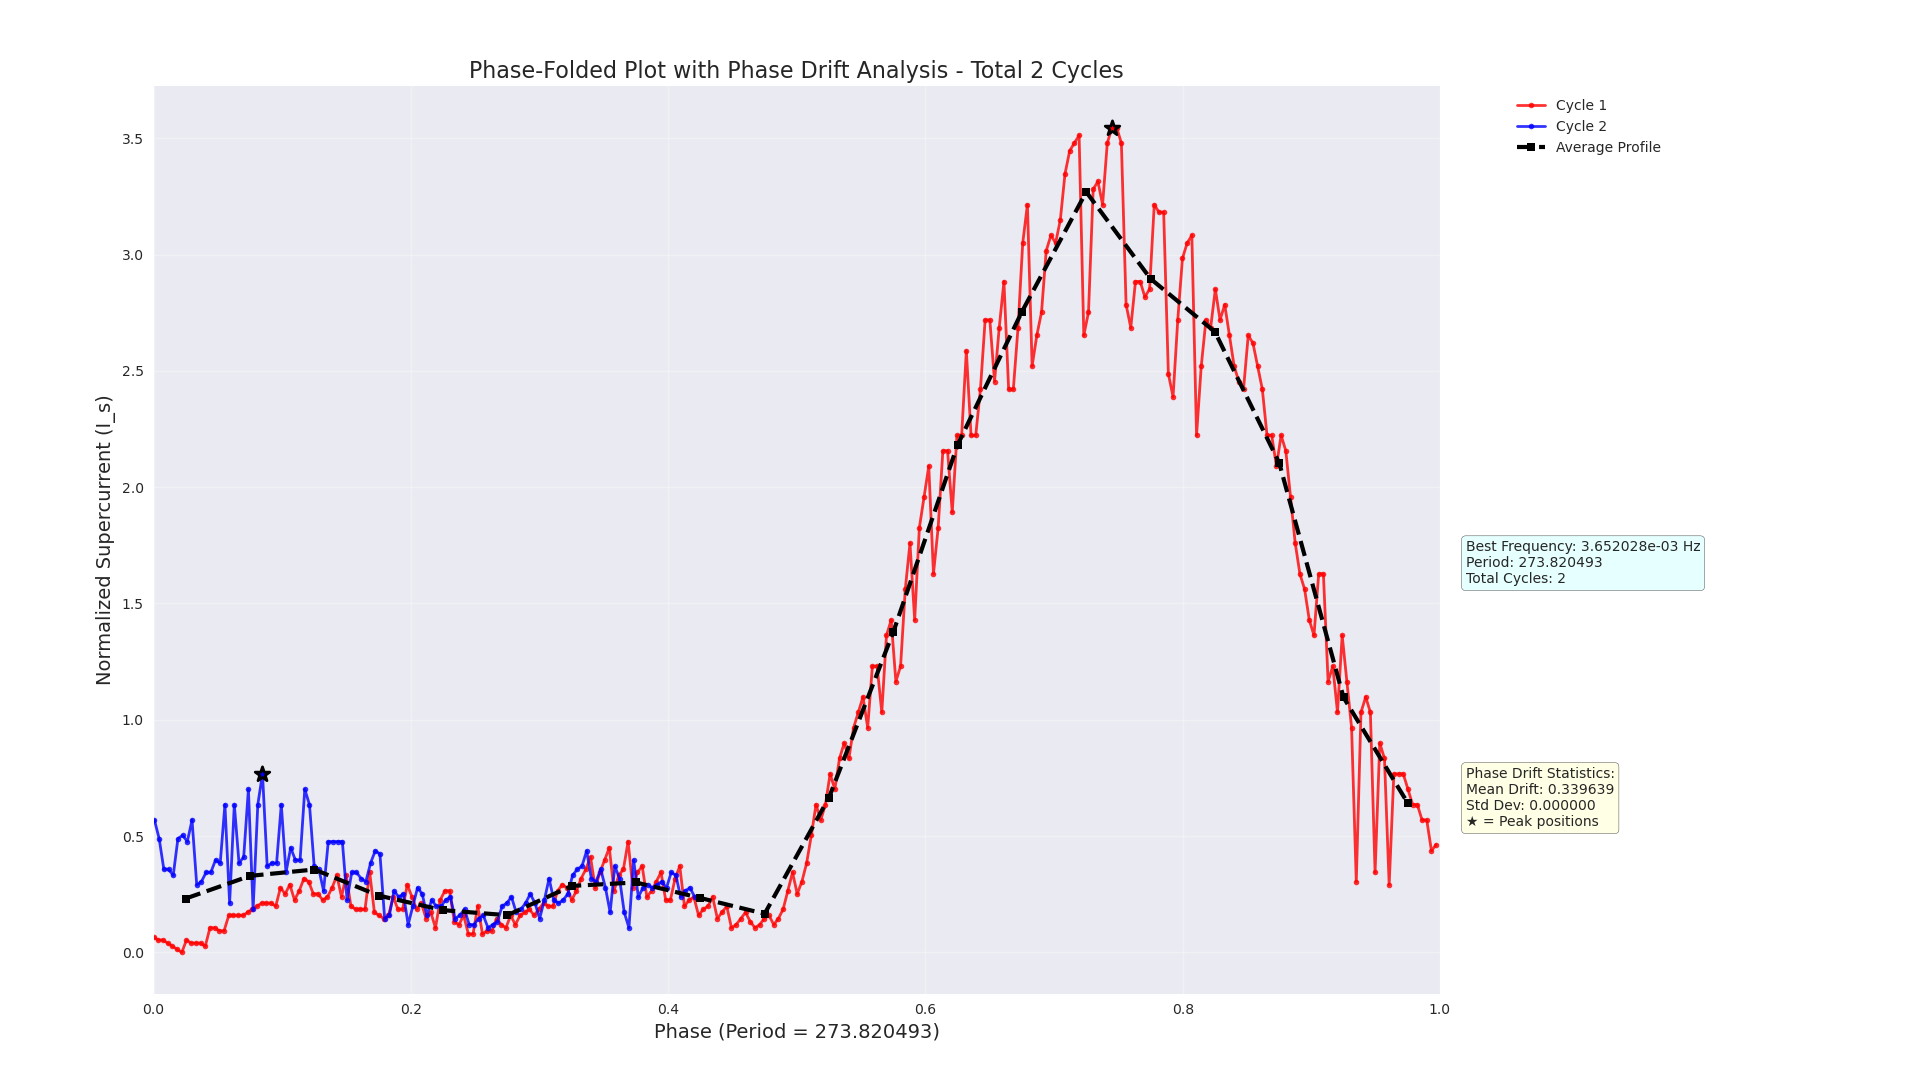 Phase-Folded Plot with Phase Drift Analysis - Total 2 Cycles
Cycle 1
Cycle 2
Average Profile
Normalized Supercurrent (I_s)
3.5
3.0
2.5
2.0
1.5
1.0
0.5
0.0
0.0
0.2
0.4
0.6
0.8
1.0
Phase (Period = 273.820493)
Best Frequency: 3.652028e-03 Hz
Period: 273.820493
Total Cycles: 2
Phase Drift Statistics:
Mean Drift: 0.339639
Std Dev: 0.000000
★ = Peak positions